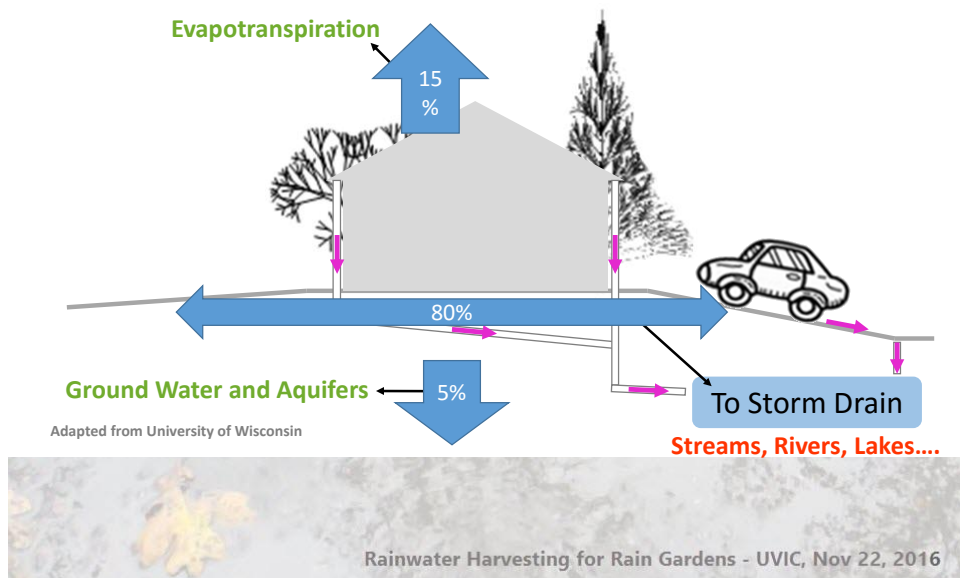 Evapotranspiration
15
%
80%
Ground Water and Aquifers
5%
To Storm Drain
Adapted from University of Wisconsin
Streams, Rivers, Lakes....
Rainwater Harvesting for Rain Gardens - UVIC, Nov 22, 2016